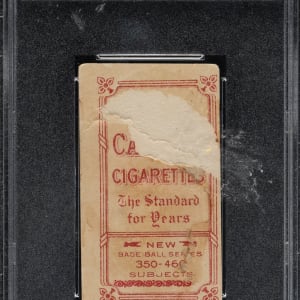 CA
CIGARETTES
The Standard
for Years
NEW
BASE BALL SERIES
350-460
SUBJECTS